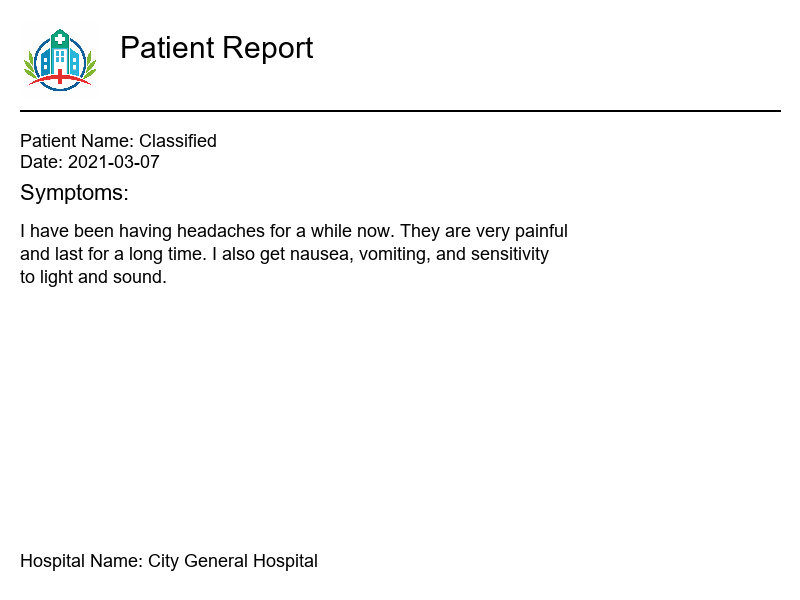 Patient Report
Patient Name: Classified
Date: 2021-03-07
Symptoms:
I have been having headaches for a while now. They are very painful
and last for a long time. I also get nausea, vomiting, and sensitivity
to light and sound.
Hospital Name: City General Hospital